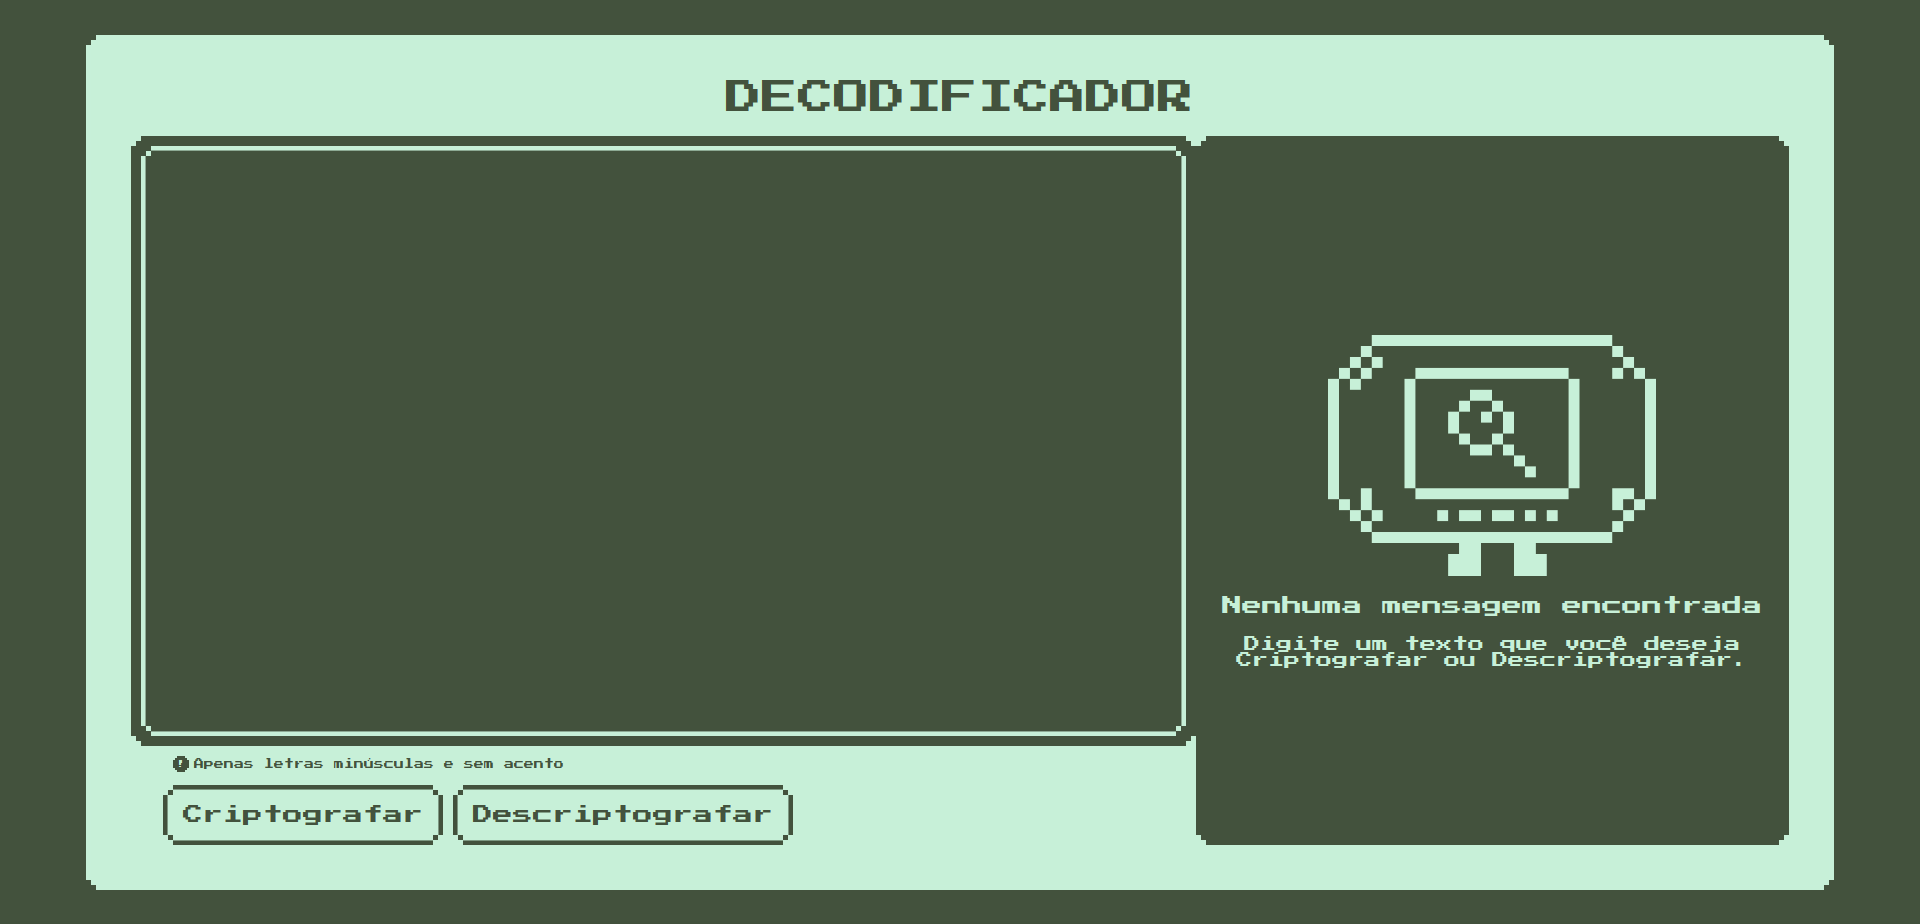 DECODIFICADOR
Nenhuma mensagem encontrada
Digite um texto que você deseja
Criptografar ou Descriptografar.
! Apenas letras minúsculas e sem acento
Criptografar
Descriptografar